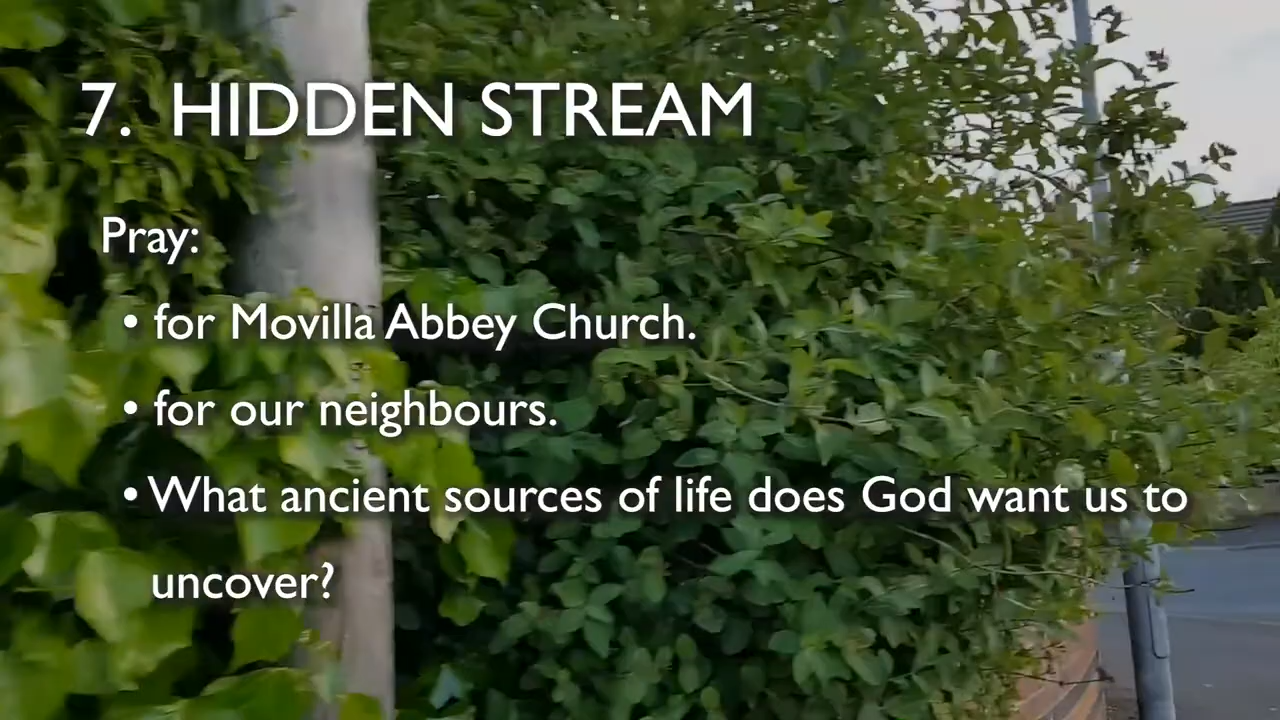 7. HIDDEN STREAM
Pray:
• for Movilla Abbey Church.
• for our neighbours.
• What ancient sources of life does God want us to
uncover?